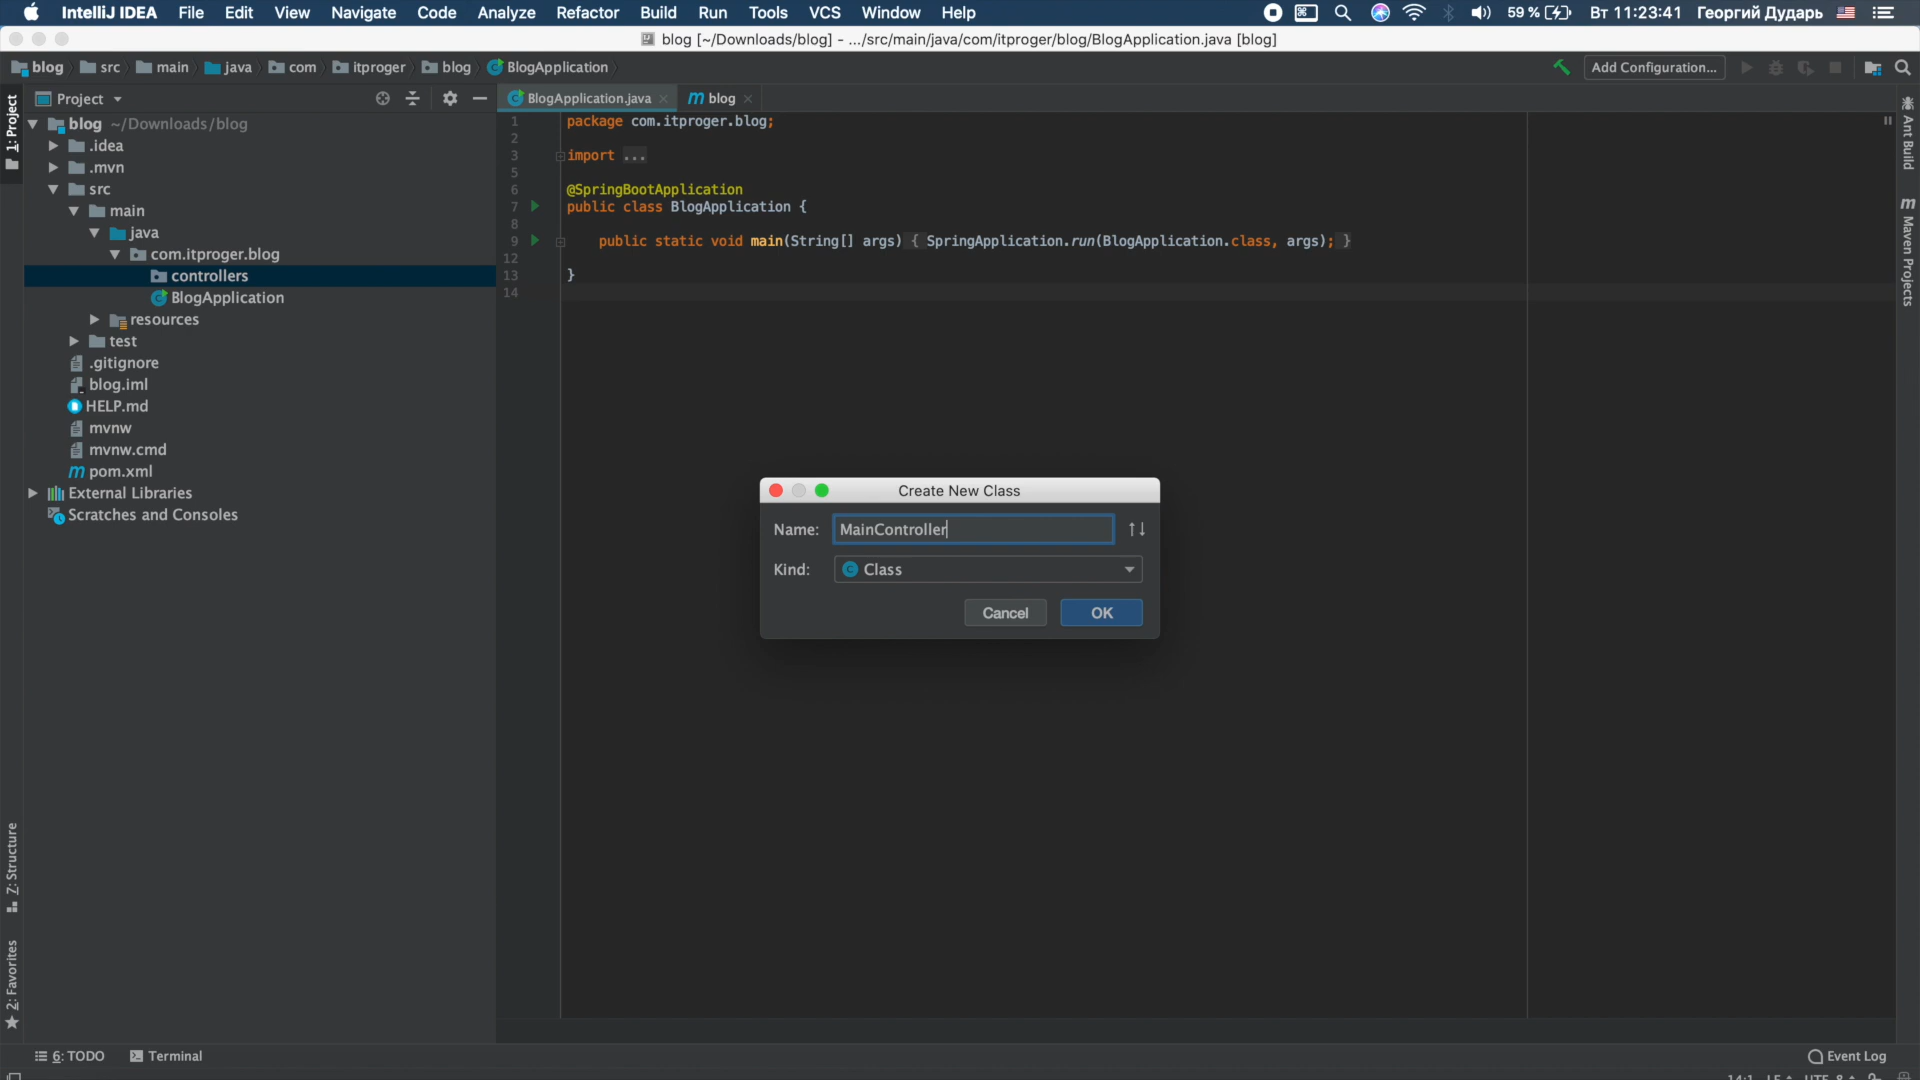 IntelliJ IDEA File Edit View Navigate Code Analyze Refactor Build Run Tools VCS Window Help 59 % Вт 11:23:41 Георгий Дударь
blog [~/Downloads/blog] - .../src/main/java/com/itproger/blog/BlogApplication.java [blog]
blog src main java com itproger blog BlogApplication Add Configuration...
Project BlogApplication.java m blog
1: Project
blog ~/Downloads/blog
.idea
.mvn
src
main
java
com.itproger.blog
controllers
BlogApplication
resources
test
.gitignore
blog.iml
HELP.md
mvnw
mvnw.cmd
m pom.xml
External Libraries
Scratches and Consoles
1 package com.itproger.blog;
2
3 import ...
5
6 @SpringBootApplication
7 public class BlogApplication {
8
9 public static void main(String[] args) { SpringApplication.run(BlogApplication.class, args); }
12
13 }
14
Create New Class
Name: MainController
Kind: Class
Cancel OK
Ant Build
m Maven Projects
Z: Structure
2: Favorites
6: TODO Terminal Event Log
14:1 LF UTF-8